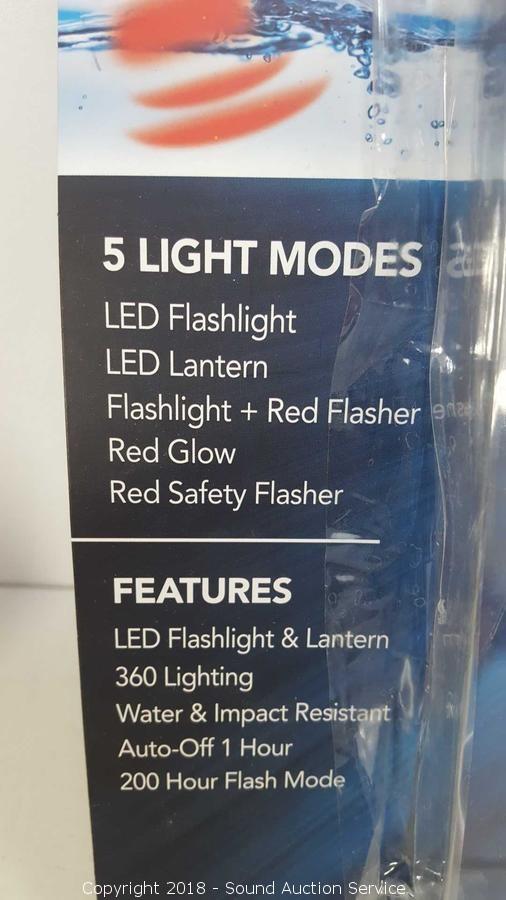 5 LIGHT MODES
LED Flashlight
LED Lantern
Flashlight + Red Flasher
Red Glow
Red Safety Flasher
FEATURES
LED Flashlight & Lantern
360 Lighting
Water & Impact Resistant
Auto-Off 1 Hour
200 Hour Flash Mode
Copyright 2018 - Sound Auction Service